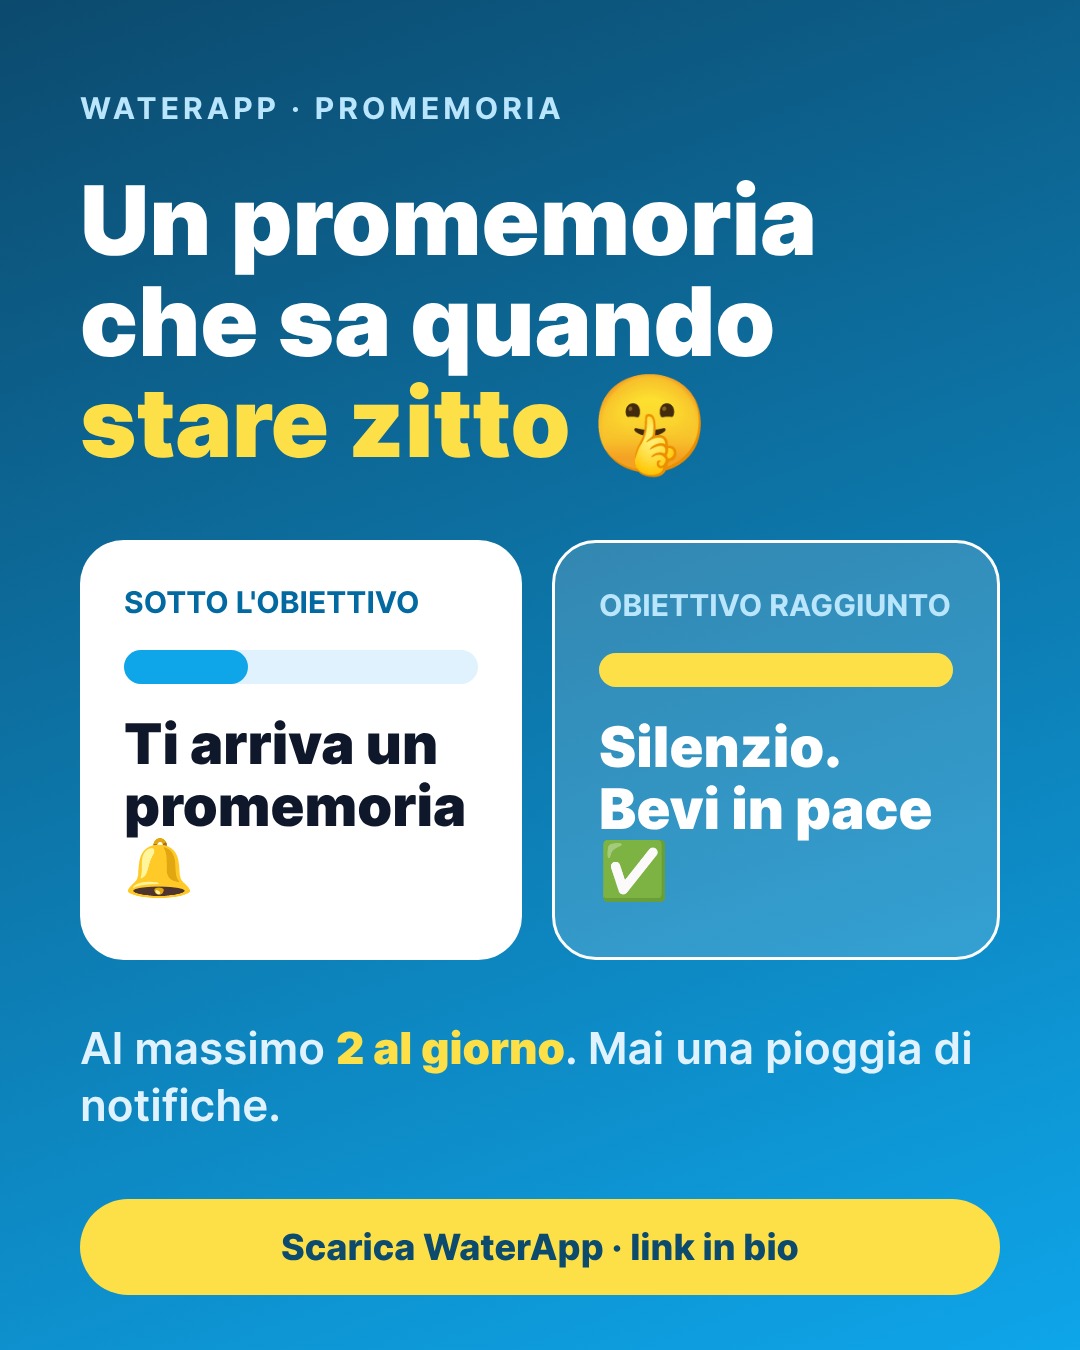 WATERAPP · PROMEMORIA
Un promemoria
che sa quando
stare zitto 🤫
SOTTO L'OBIETTIVO
Ti arriva un
promemoria
🔔
OBIETTIVO RAGGIUNTO
Silenzio.
Bevi in pace
✅
Al massimo 2 al giorno. Mai una pioggia di
notifiche.
Scarica WaterApp · link in bio